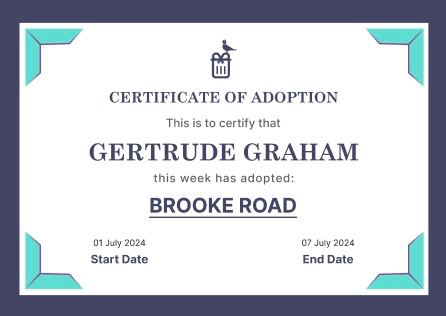 CERTIFICATE OF ADOPTION
This is to certify that
GERTRUDE GRAHAM
this week has adopted:
BROOKE ROAD
01 July 2024
07 July 2024
Start Date
End Date